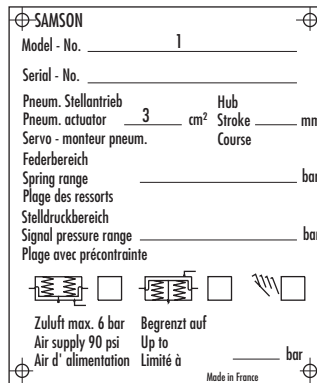 SAMSON
Model - No. 1
Serial - No.
Pneum. Stellantrieb Hub
Pneum. actuator 3 cm² Stroke mm
Servo - monteur pneum. Course
Federbereich
Spring range bar
Plage des ressorts
Stelldruckbereich
Signal pressure range bar
Plage avec précontrainte
Zuluft max. 6 bar Begrenzt auf
Air supply 90 psi Up to
Air d' alimentation Limité à bar
Made in France